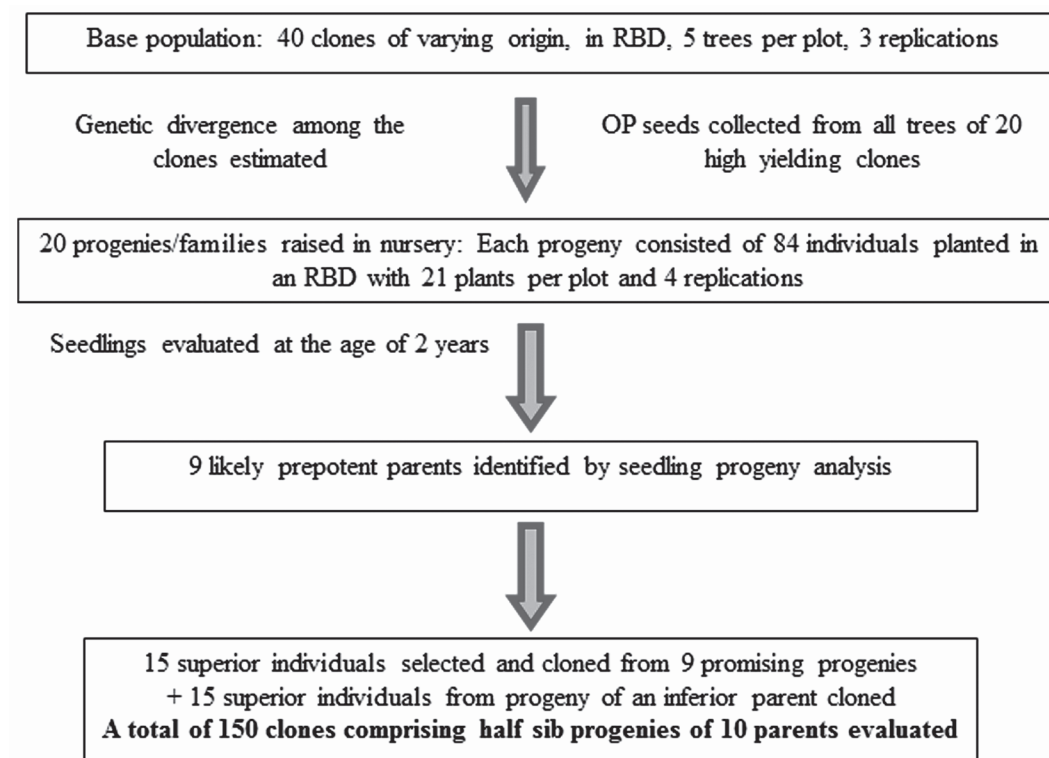 Base population: 40 clones of varying origin, in RBD, 5 trees per plot, 3 replications
Genetic divergence among the
clones estimated
OP seeds collected from all trees of 20
high yielding clones
20 progenies/families raised in nursery: Each progeny consisted of 84 individuals planted in
an RBD with 21 plants per plot and 4 replications
Seedlings evaluated at the age of 2 years
9 likely prepotent parents identified by seedling progeny analysis
15 superior individuals selected and cloned from 9 promising progenies
+ 15 superior individuals from progeny of an inferior parent cloned
A total of 150 clones comprising half sib progenies of 10 parents evaluated